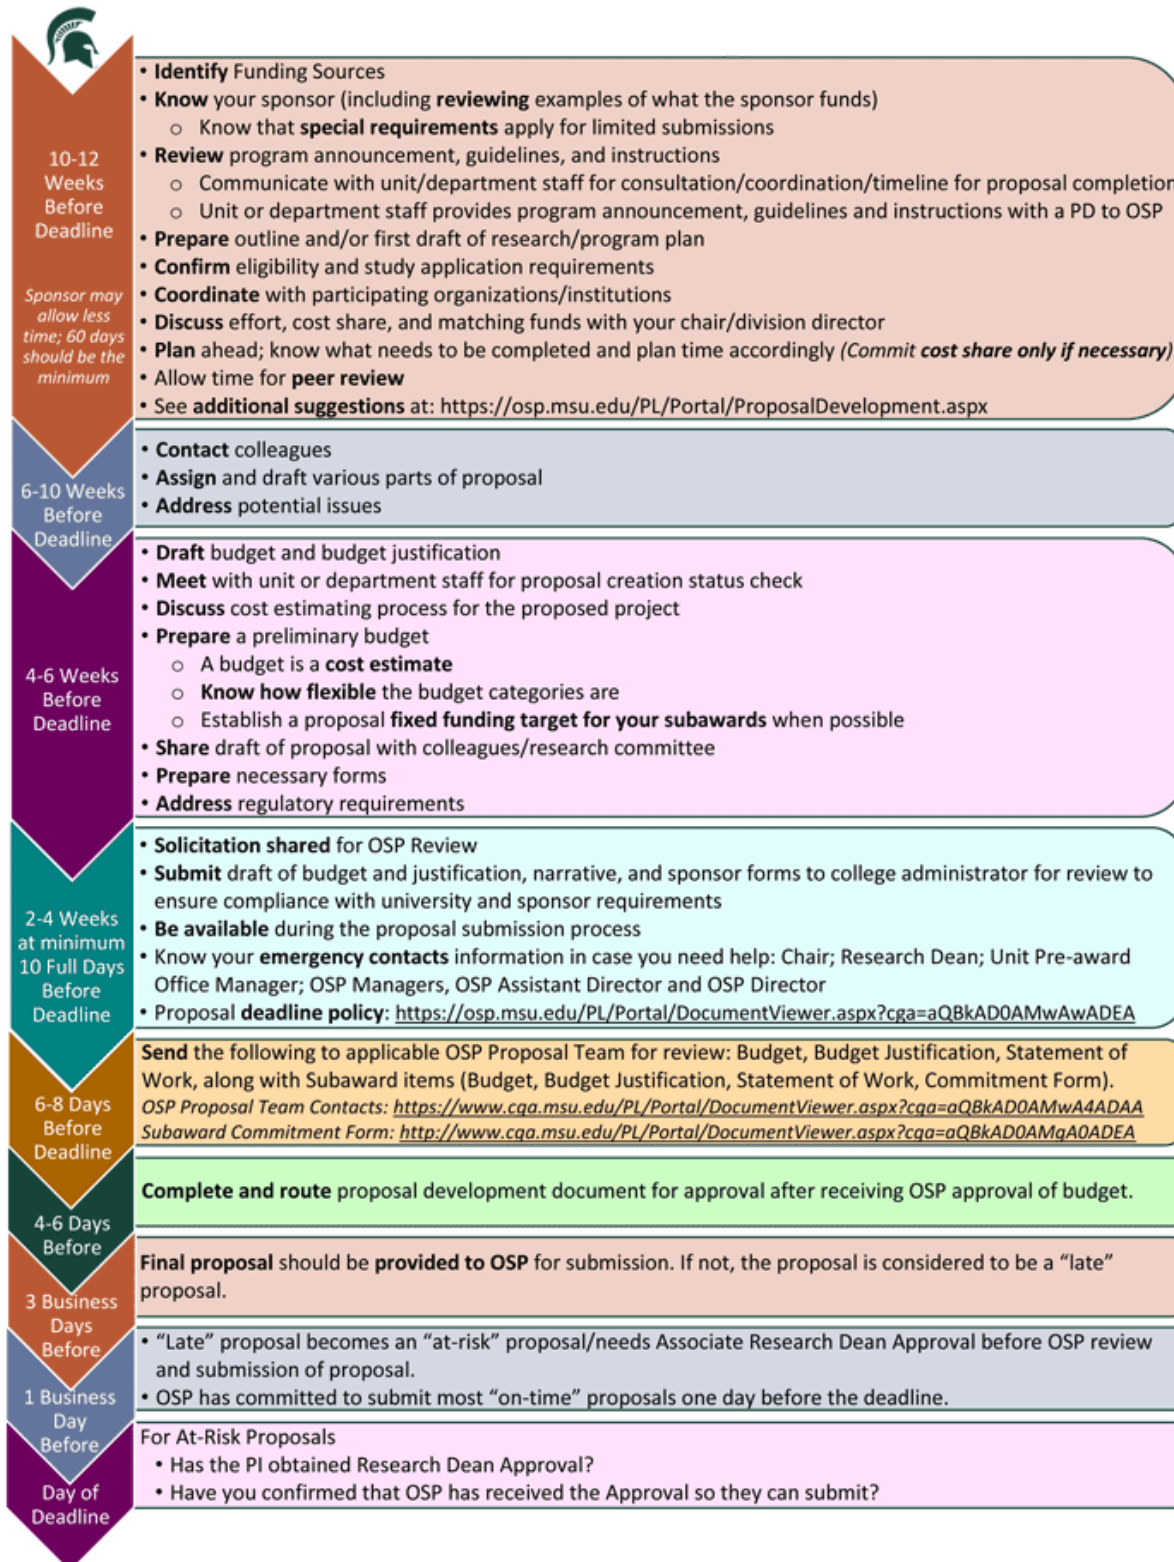 10-12
Weeks
Before
Deadline
Sponsor may
allow less
time; 60 days
should be the
minimum
• Identify Funding Sources
• Know your sponsor (including reviewing examples of what the sponsor funds)
o Know that special requirements apply for limited submissions
• Review program announcement, guidelines, and instructions
o Communicate with unit/department staff for consultation/coordination/timeline for proposal completion
o Unit or department staff provides program announcement, guidelines and instructions with a PD to OSP
• Prepare outline and/or first draft of research/program plan
• Confirm eligibility and study application requirements
• Coordinate with participating organizations/institutions
• Discuss effort, cost share, and matching funds with your chair/division director
• Plan ahead; know what needs to be completed and plan time accordingly (Commit cost share only if necessary)
• Allow time for peer review
• See additional suggestions at: https://osp.msu.edu/PL/Portal/ProposalDevelopment.aspx
6-10 Weeks
Before
Deadline
• Contact colleagues
• Assign and draft various parts of proposal
• Address potential issues
4-6 Weeks
Before
Deadline
• Draft budget and budget justification
• Meet with unit or department staff for proposal creation status check
• Discuss cost estimating process for the proposed project
• Prepare a preliminary budget
o A budget is a cost estimate
o Know how flexible the budget categories are
o Establish a proposal fixed funding target for your subawards when possible
• Share draft of proposal with colleagues/research committee
• Prepare necessary forms
• Address regulatory requirements
2-4 Weeks
at minimum
10 Full Days
Before
Deadline
• Solicitation shared for OSP Review
• Submit draft of budget and justification, narrative, and sponsor forms to college administrator for review to
ensure compliance with university and sponsor requirements
• Be available during the proposal submission process
• Know your emergency contacts information in case you need help: Chair; Research Dean; Unit Pre-award
Office Manager; OSP Managers, OSP Assistant Director and OSP Director
• Proposal deadline policy: https://osp.msu.edu/PL/Portal/DocumentViewer.aspx?cga=aQBkAD0AMwAwADEA
6-8 Days
Before
Deadline
Send the following to applicable OSP Proposal Team for review: Budget, Budget Justification, Statement of
Work, along with Subaward items (Budget, Budget Justification, Statement of Work, Commitment Form).
OSP Proposal Team Contacts: https://www.cga.msu.edu/PL/Portal/DocumentViewer.aspx?cga=aQBkAD0AMwA4ADAA
Subaward Commitment Form: http://www.cga.msu.edu/PL/Portal/DocumentViewer.aspx?cga=aQBkAD0AMgA0ADEA
4-6 Days
Before
Complete and route proposal development document for approval after receiving OSP approval of budget.
3 Business
Days
Before
Final proposal should be provided to OSP for submission. If not, the proposal is considered to be a “late”
proposal.
1 Business
Day
Before
• “Late” proposal becomes an “at-risk” proposal/needs Associate Research Dean Approval before OSP review
and submission of proposal.
• OSP has committed to submit most “on-time” proposals one day before the deadline.
Day of
Deadline
For At-Risk Proposals
• Has the PI obtained Research Dean Approval?
• Have you confirmed that OSP has received the Approval so they can submit?